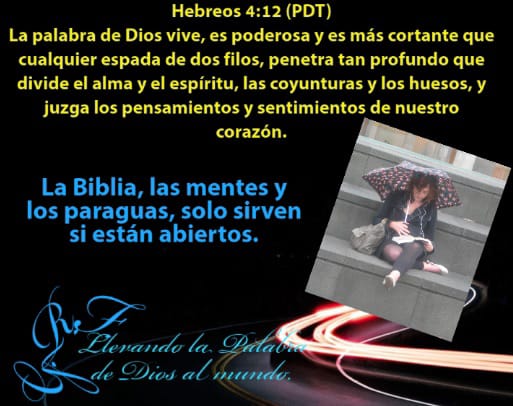 Hebreos 4:12 (PDT)
La palabra de Dios vive, es poderosa y es más cortante que
cualquier espada de dos filos, penetra tan profundo que
divide el alma y el espíritu, las coyunturas y los huesos, y
juzga los pensamientos y sentimientos de nuestro
corazón.
La Biblia, las mentes y
los paraguas, solo sirven
si están abiertos.
R&F
Llevando la Palabra
de Dios al mundo.